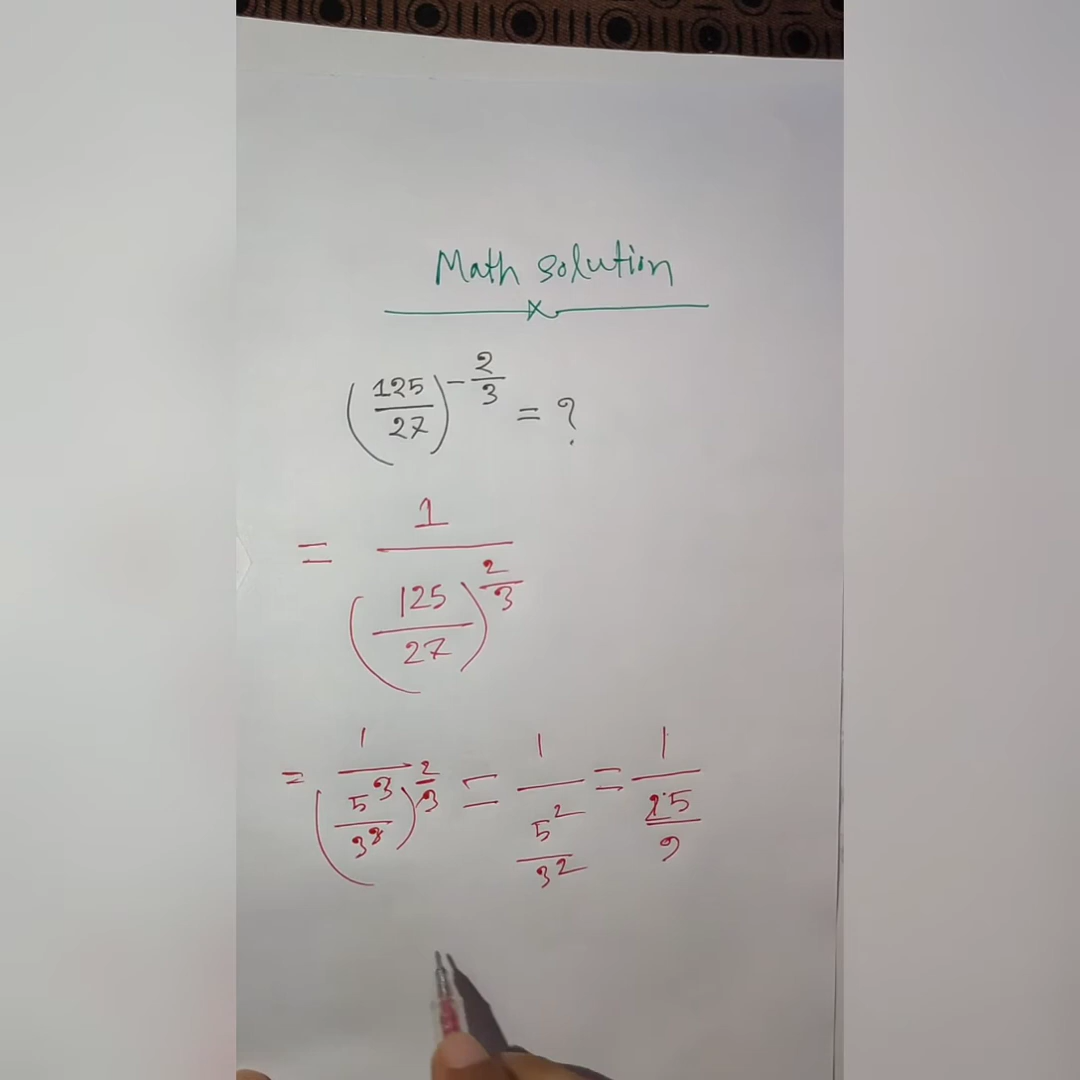 Math solution
(125/27)^-2/3 = ?
= 1/(125/27)^2/3
= 1/(5^3/3^3)^2/3 = 1/(5^2/3^2) = 1/(25/9)